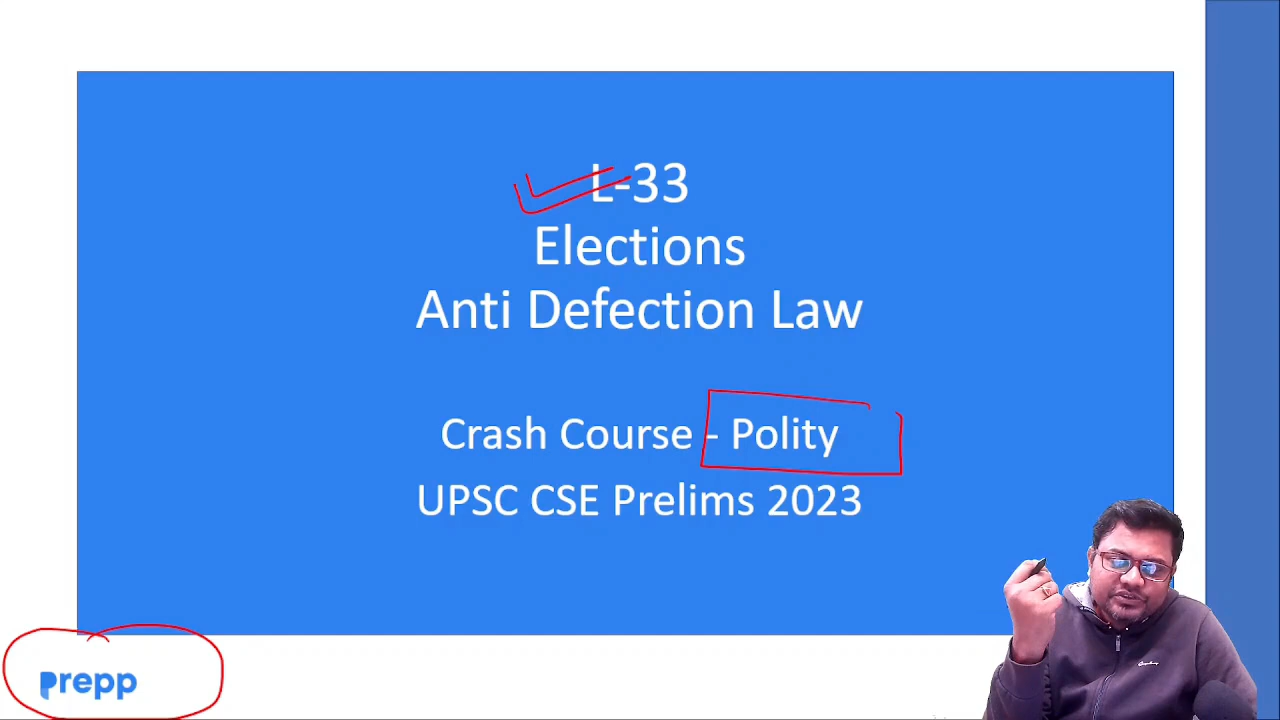 L-33
Elections
Anti Defection Law
Crash Course - Polity
UPSC CSE Prelims 2023
prepp